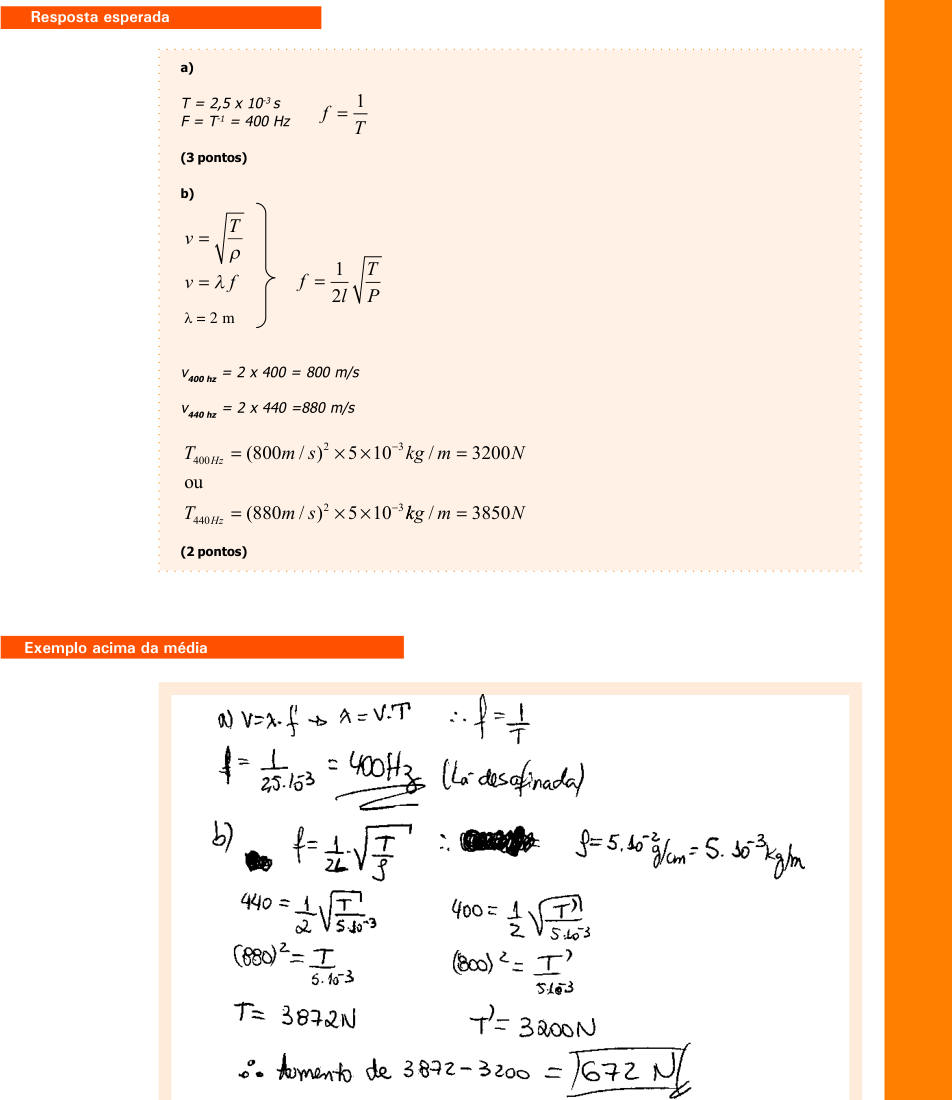 Resposta esperada
a)
T = 2,5 x 10⁻³ s
F = T⁻¹ = 400 Hz f = 1/T
(3 pontos)
b)
v = √(T/ρ)
v = λ f f = 1/2l √(T/P)
λ = 2 m
v₄₀₀ hz = 2 x 400 = 800 m/s
v₄₄₀ hz = 2 x 440 =880 m/s
T₄₀₀Hz = (800m / s)² × 5 × 10⁻³ kg / m = 3200N
ou
T₄₄₀Hz = (880m / s)² × 5 × 10⁻³ kg / m = 3850N
(2 pontos)
Exemplo acima da média
a) V=λ.f → λ = V.T ∴ f = 1/T
f = 1/2,5.10⁻³ = 400Hz (Lá-desafinada)
b) f = 1/2L . √(T/ρ) ∴ ρ = 5.10⁻² g/cm = 5. 10⁻³ kg/m
440 = 1/2 √(T/5.10⁻³) 400 = 1/2 √(T'/5.10⁻³)
(880)² = T/5.10⁻³ (800)² = T'/5.10⁻³
T = 3872N T' = 3200N
∴ Aumento de 3872 - 3200 = 672 N